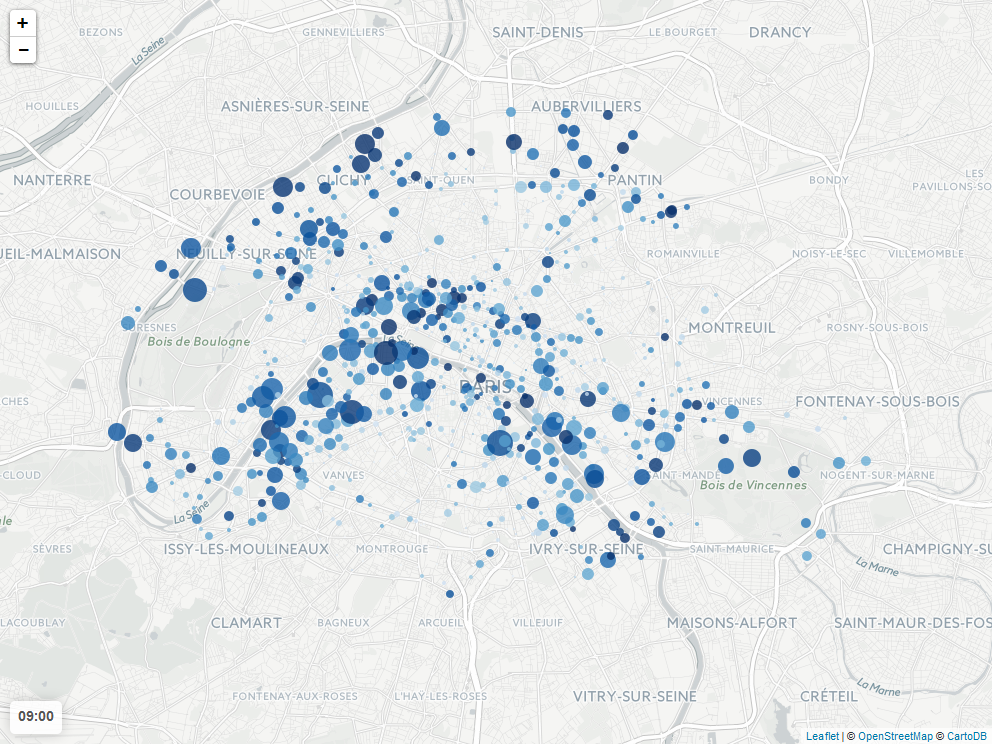 +
−
BEZONS
La Seine
GENNEVILLIERS
SAINT-DENIS
LE BOURGET
DRANCY
HOUILLES
ASNIÈRES-SUR-SEINE
AUBERVILLIERS
NANTERRE
COURBEVOIE
CLICHY
SAINT-OUEN
PANTIN
BONDY
LES
PAVILLONS-SO
UEIL-MALMAISON
NEUILLY-SUR-SEINE
ROMAINVILLE
NOISY-LE-SEC
VILLEMOMBLE
SURESNES
Bois de Boulogne
La Seine
MONTREUIL
ROSNY-SOUS-BOIS
PARIS
CHES
VINCENNES
FONTENAY-SOUS-BOIS
-CLOUD
VANVES
SAINT-MANDÉ
Bois de Vincennes
NOGENT-SUR-MARNE
La Seine
SÈVRES
ISSY-LES-MOULINEAUX
MONTROUGE
IVRY-SUR-SEINE
SAINT-MAURICE
CHAMPIGNY-SU
La Marne
LACOUBLAY
CLAMART
BAGNEUX
ARCUEIL
VILLEJUIF
MAISONS-ALFORT
SAINT-MAUR-DES-FOS
FONTENAY-AUX-ROSES
L'HAY-LES-ROSES
VITRY-SUR-SEINE
CRÉTEIL
La Marne
09:00
Leaflet | © OpenStreetMap © CartoDB